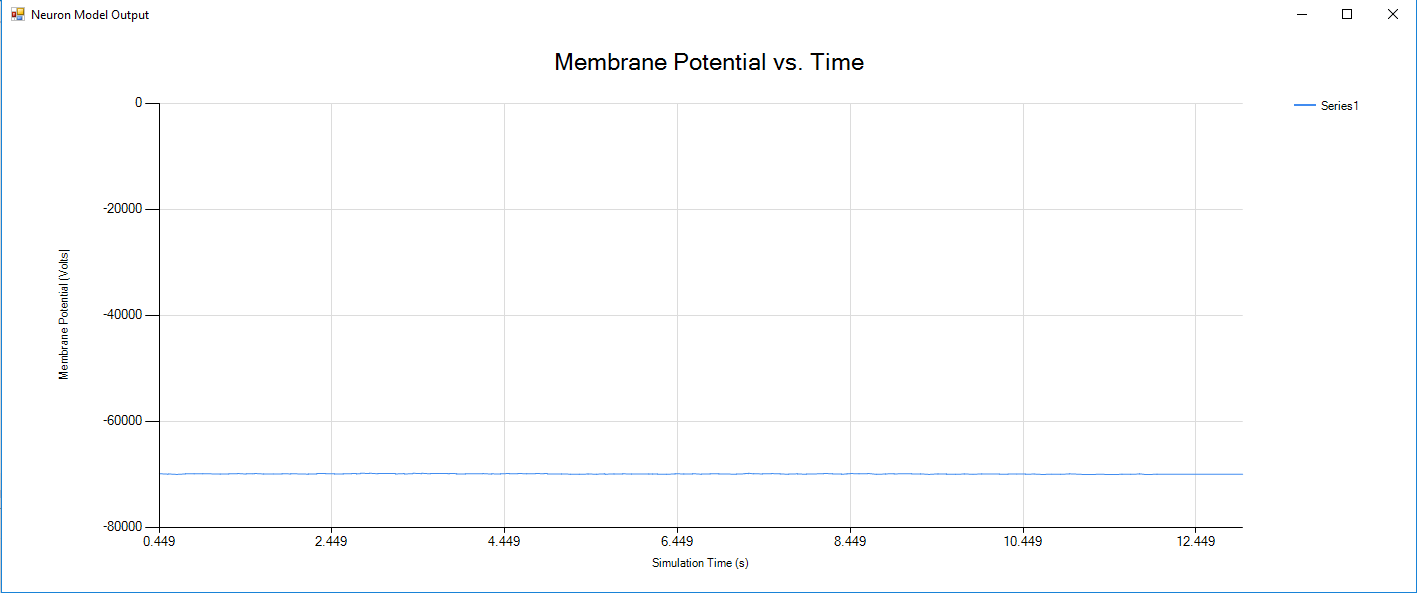 Neuron Model Output
Membrane Potential vs. Time
0
-20000
-40000
-60000
-80000
Membrane Potential (Volts|
0.449
2.449
4.449
6.449
8.449
10.449
12.449
Simulation Time (s)
Series1